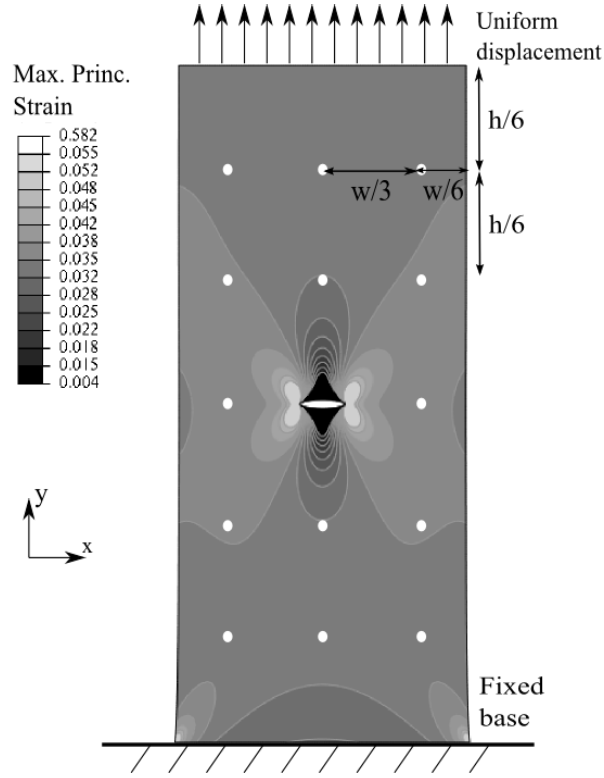 Uniform
displacement
Max. Princ.
Strain
0.582
0.055
0.052
0.048
0.045
0.042
0.038
0.035
0.032
0.028
0.025
0.022
0.018
0.015
0.004
h/6
w/3
w/6
h/6
y
x
Fixed
base